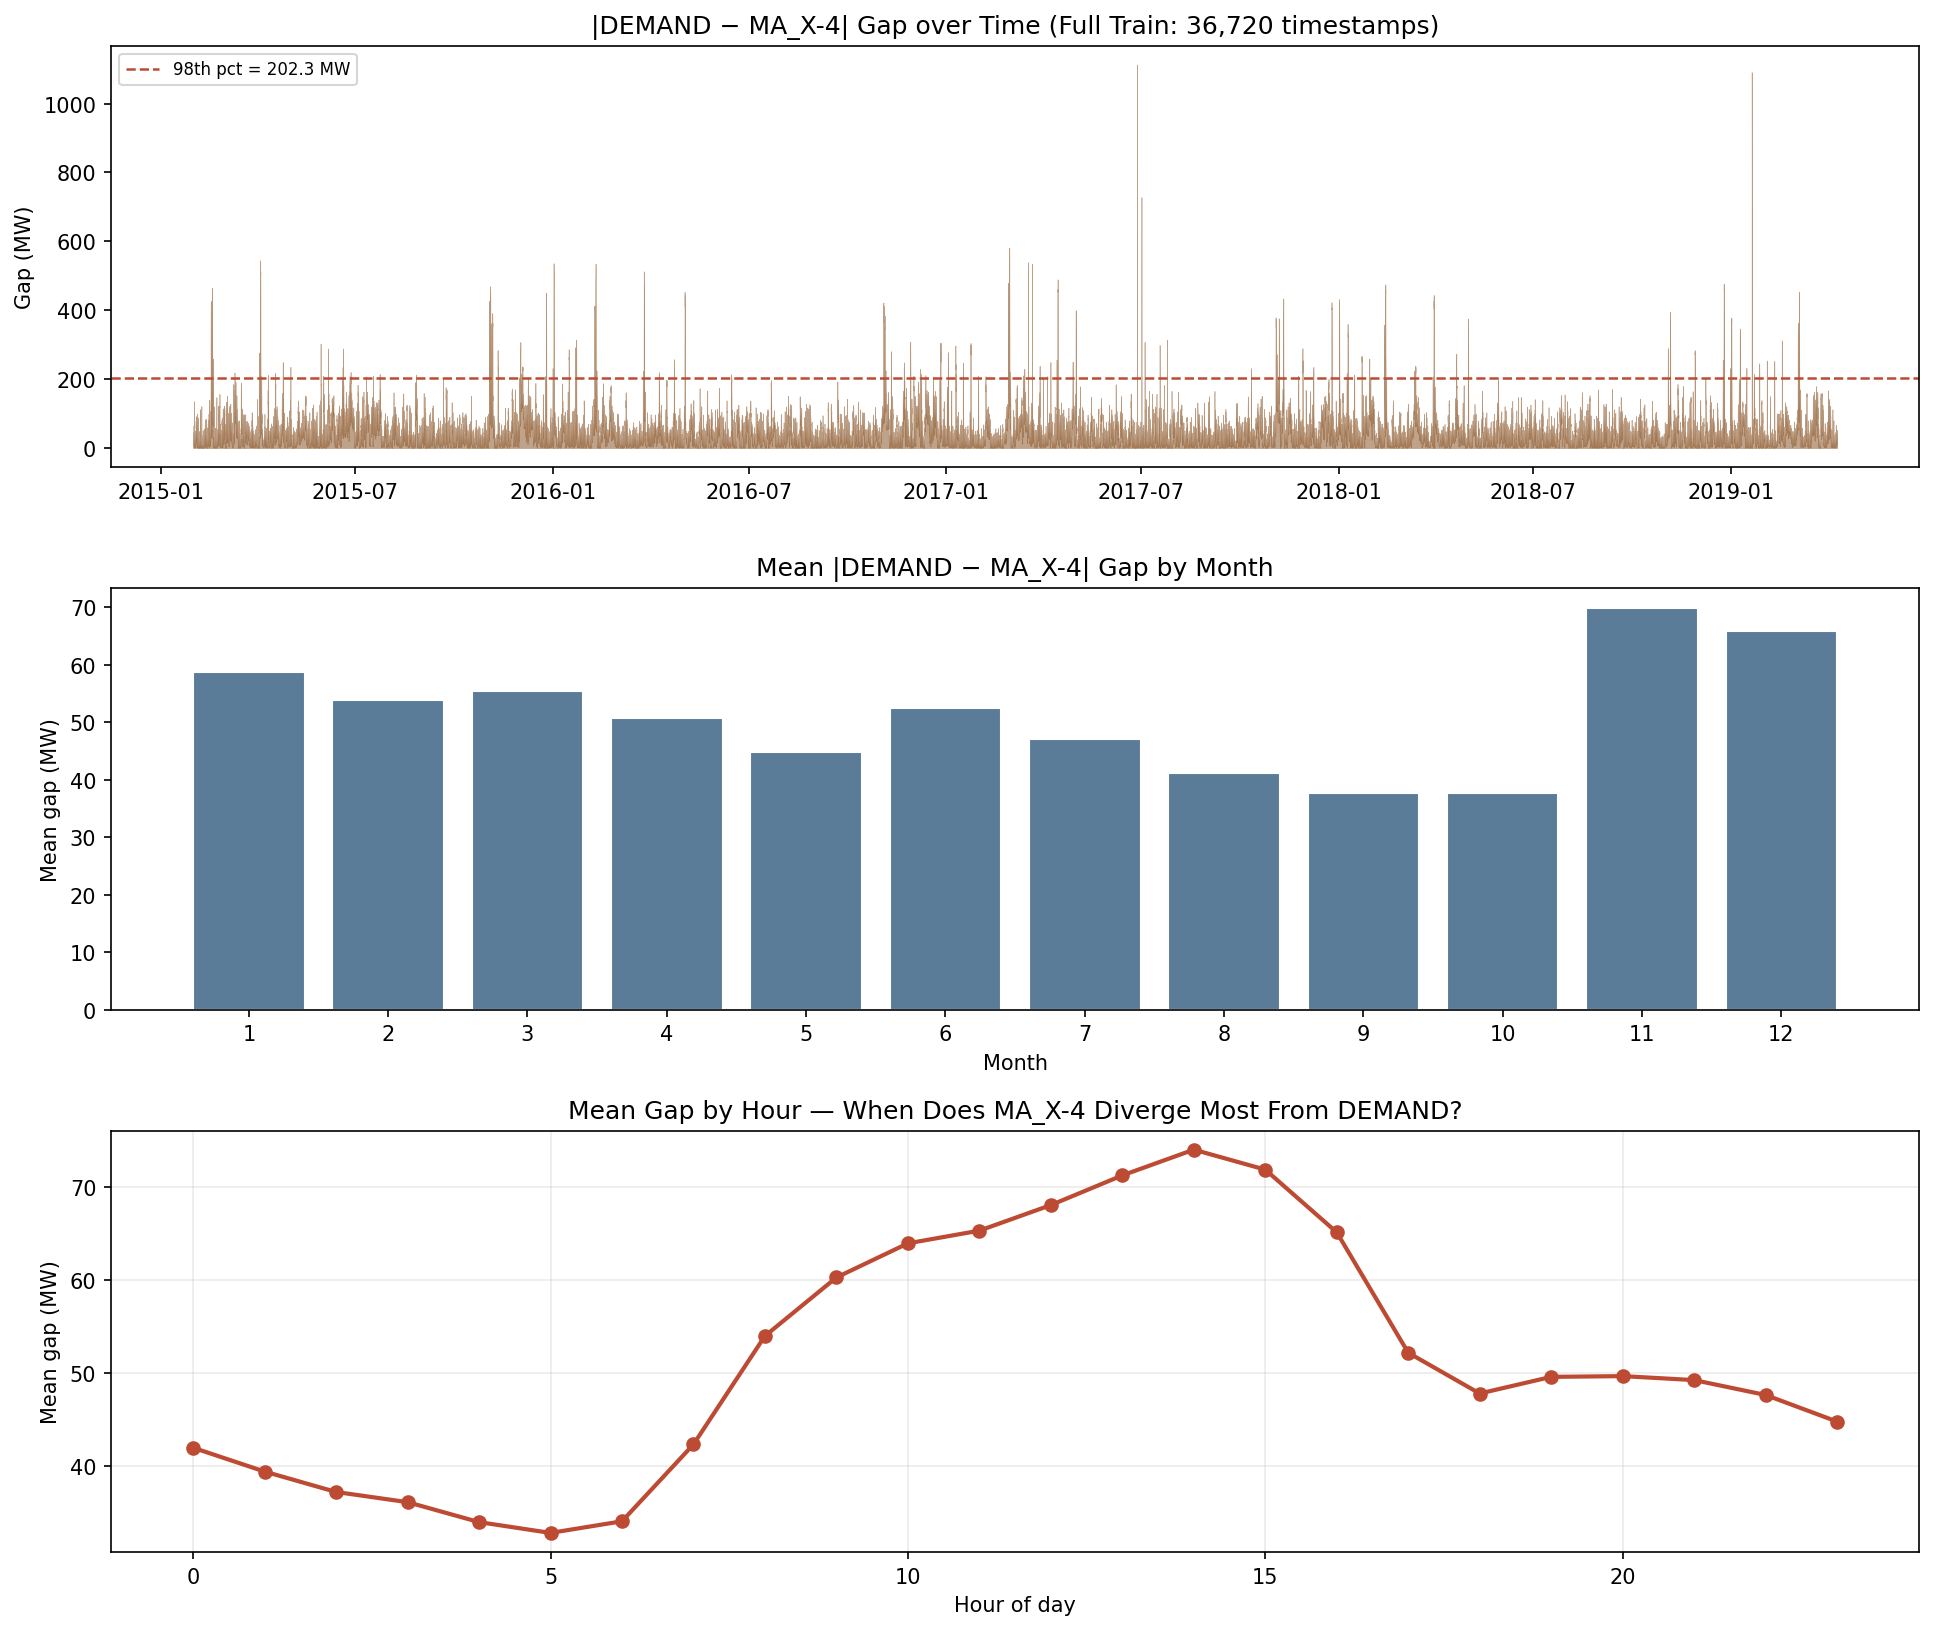 |DEMAND − MA_X-4| Gap over Time (Full Train: 36,720 timestamps)
98th pct = 202.3 MW
Gap (MW)
1000
800
600
400
200
0
2015-01 2015-07 2016-01 2016-07 2017-01 2017-07 2018-01 2018-07 2019-01
Mean |DEMAND − MA_X-4| Gap by Month
Mean gap (MW)
70
60
50
40
30
20
10
0
1 2 3 4 5 6 7 8 9 10 11 12
Month
Mean Gap by Hour — When Does MA_X-4 Diverge Most From DEMAND?
Mean gap (MW)
70
60
50
40
0 5 10 15 20
Hour of day